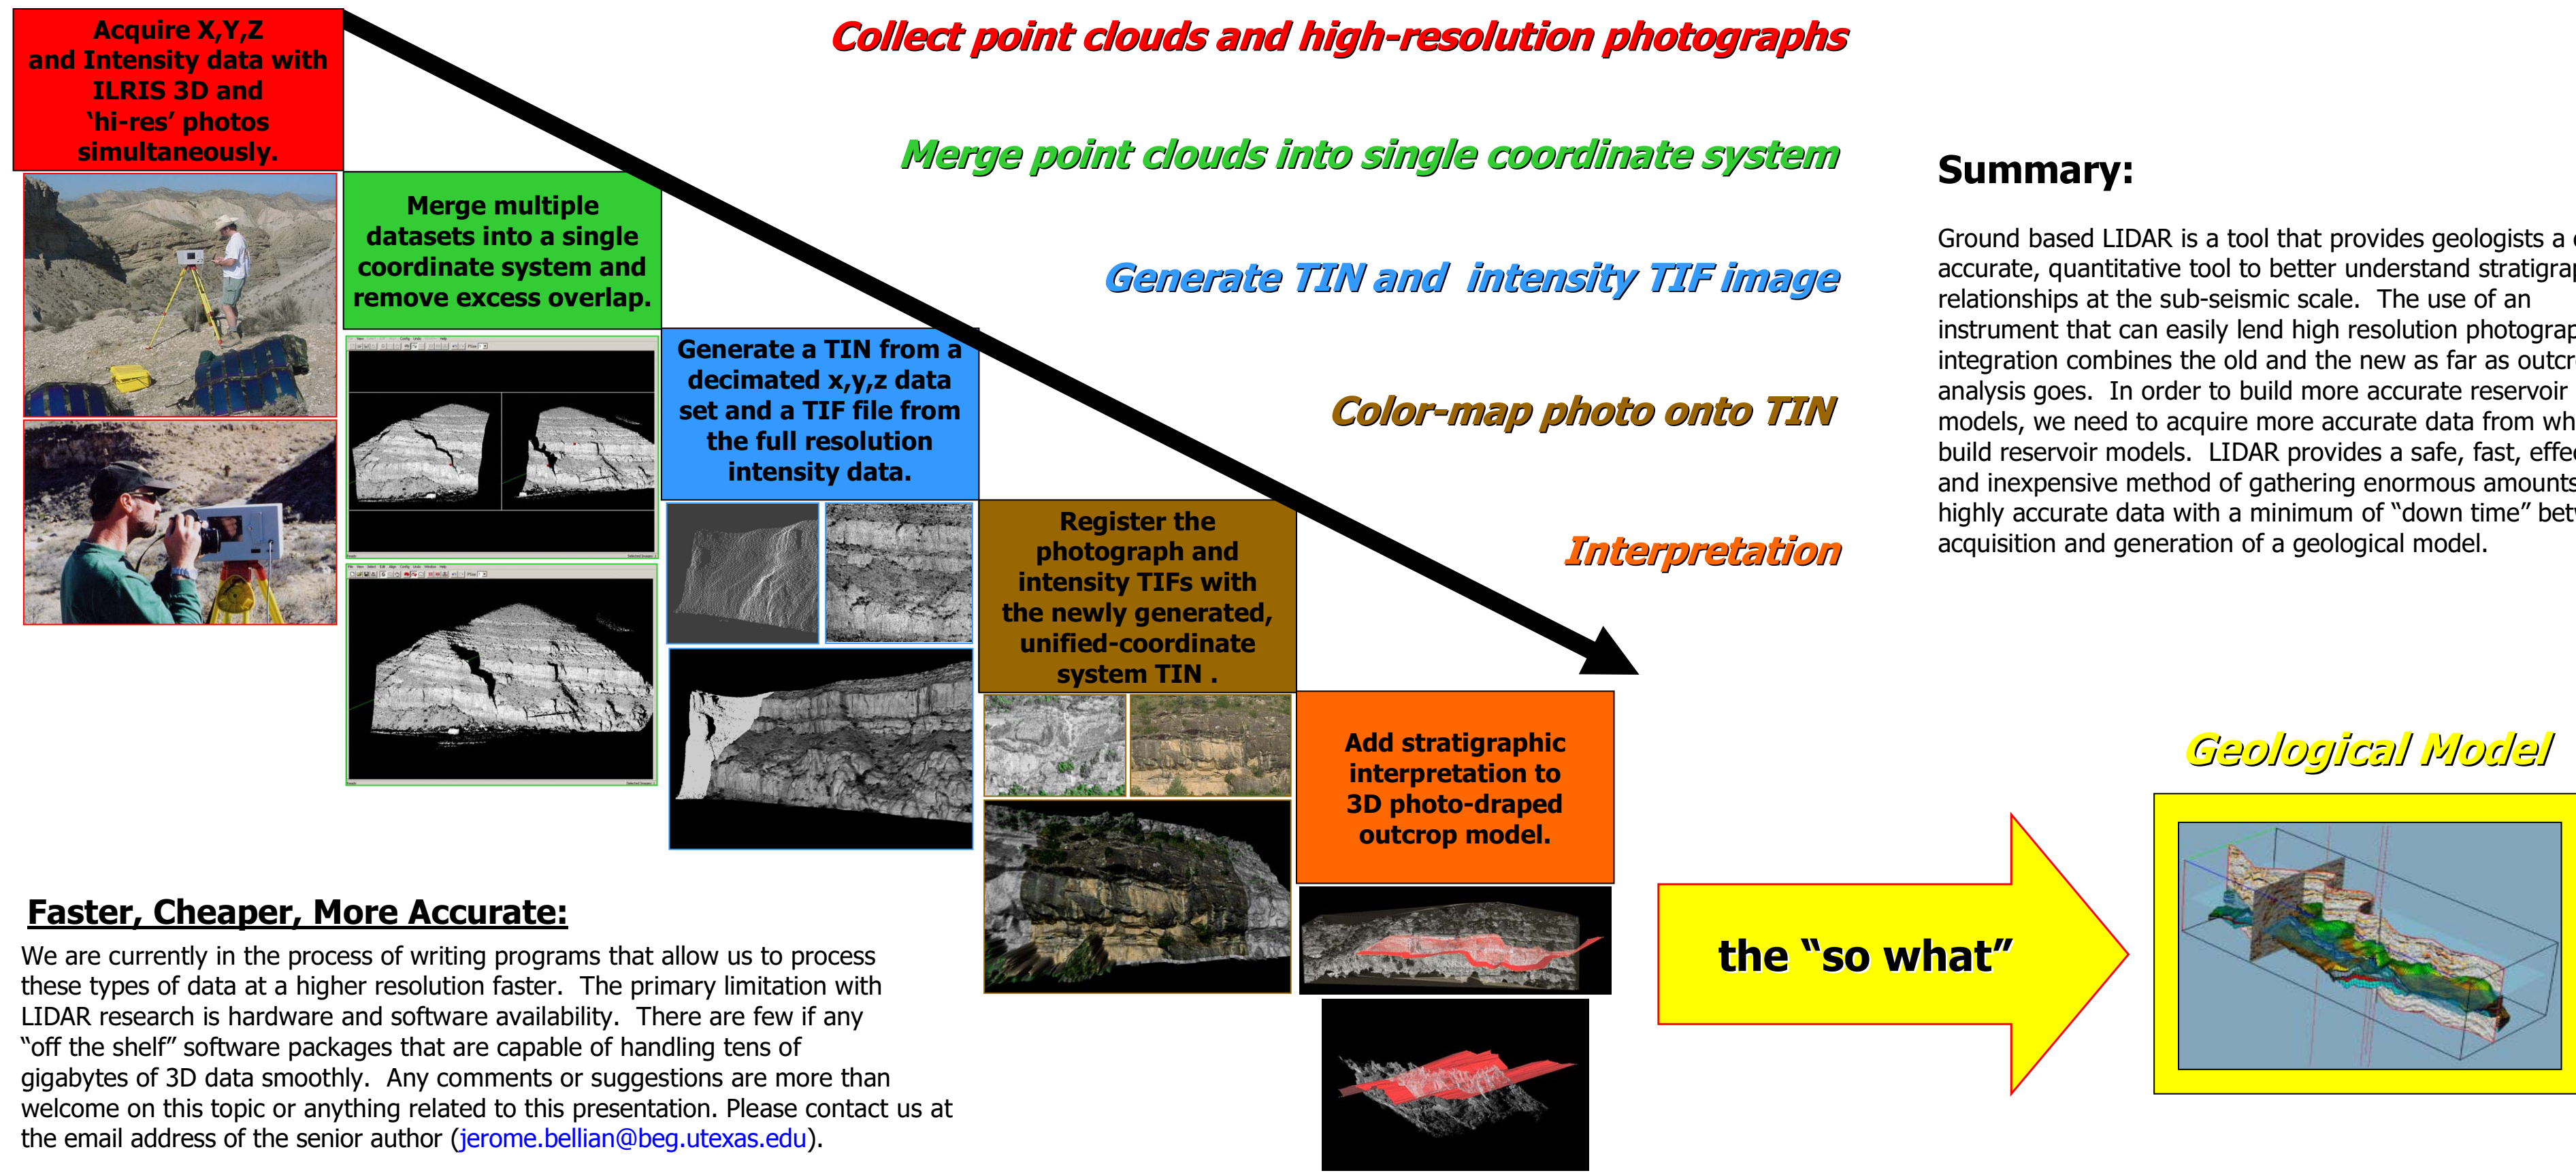 Acquire X,Y,Z
and Intensity data with
ILRIS 3D and
‘hi-res’ photos
simultaneously.
Merge multiple
datasets into a single
coordinate system and
remove excess overlap.
Generate a TIN from a
decimated x,y,z data
set and a TIF file from
the full resolution
intensity data.
Register the
photograph and
intensity TIFs with
the newly generated,
unified-coordinate
system TIN .
Add stratigraphic
interpretation to
3D photo-draped
outcrop model.
Collect point clouds and high-resolution photographs
Merge point clouds into single coordinate system
Generate TIN and  intensity TIF image
Color-map photo onto TIN
Interpretation
Summary:
Ground based LIDAR is a tool that provides geologists a
accurate, quantitative tool to better understand
relationships at the sub-seismic scale.  The use of an
instrument that can easily lend high resolution
integration combines the old and the new as far as
analysis goes.  In order to build more accurate reservoir
models, we need to acquire more accurate data from
build reservoir models.  LIDAR provides a safe, fast,
and inexpensive method of gathering enormous amounts
highly accurate data with a minimum of “down time”
acquisition and generation of a geological model.
the “so what”
Geological Model
Faster, Cheaper, More Accurate:
We are currently in the process of writing programs that allow us to process
these types of data at a higher resolution faster.  The primary limitation with
LIDAR research is hardware and software availability.  There are few if any
“off the shelf” software packages that are capable of handling tens of
gigabytes of 3D data smoothly.  Any comments or suggestions are more than
welcome on this topic or anything related to this presentation. Please contact us at
the email address of the senior author (jerome.bellian@beg.utexas.edu).